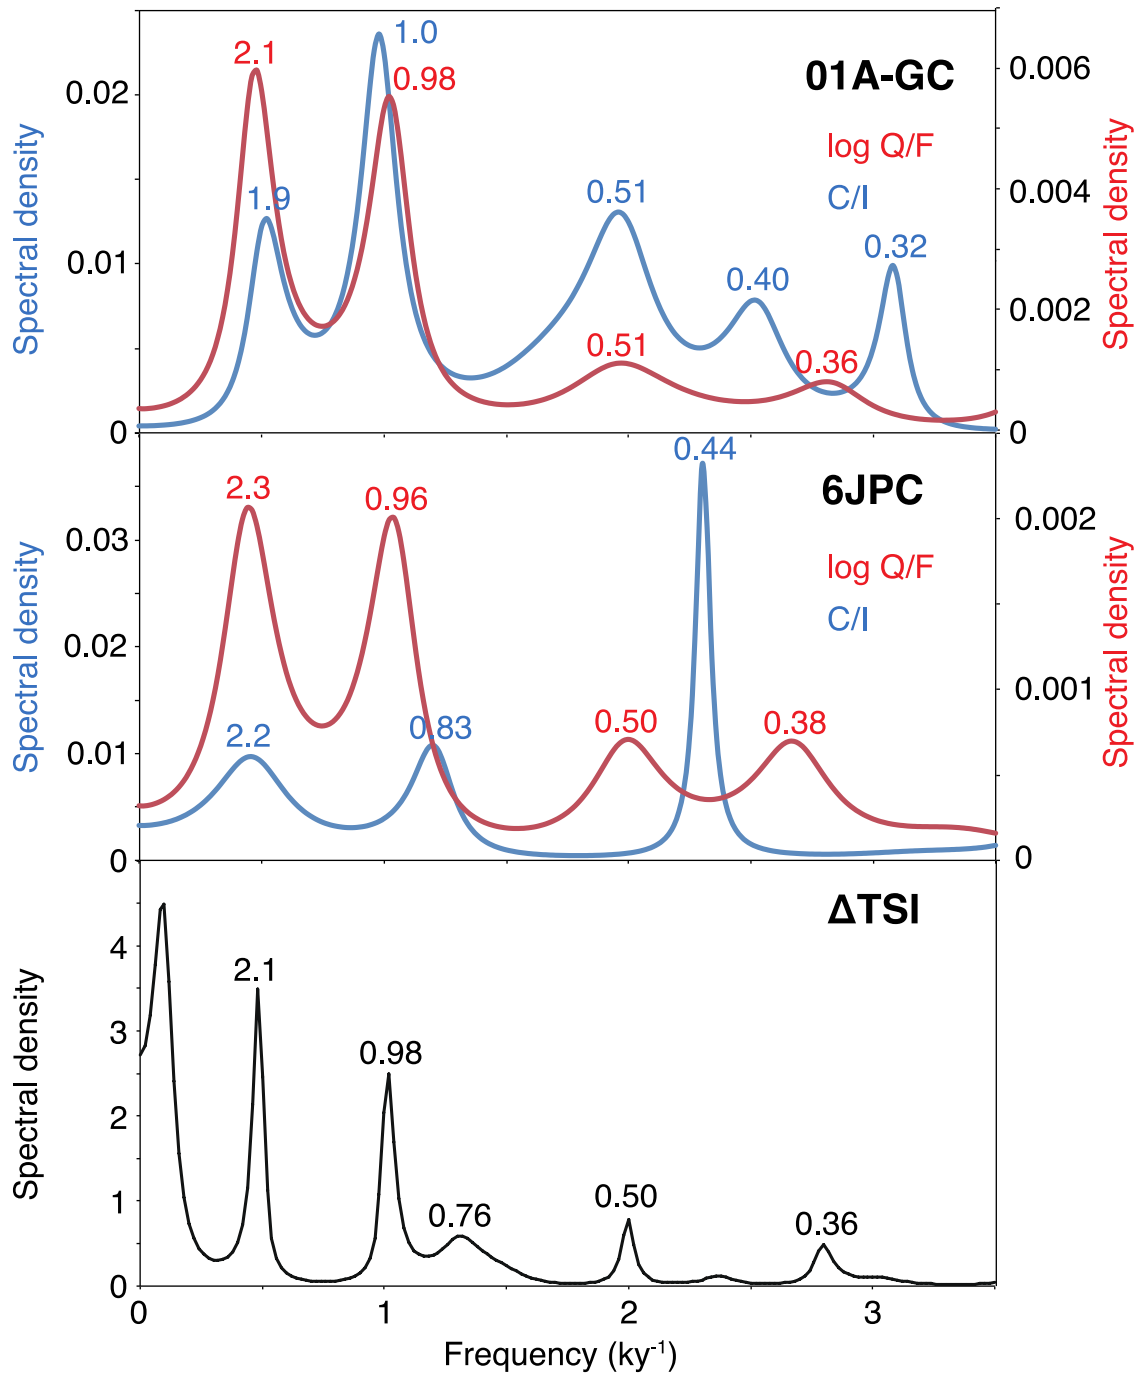 1.0
2.1
0.98
01A-GC
0.006
0.02
log Q/F
C/I
1.9
0.51
0.004
0.32
0.01
0.40
0.002
0.51
0.36
0
0
Spectral density
Spectral density
0.44
2.3
0.96
6JPC
0.03
0.002
log Q/F
C/I
0.02
0.001
2.2
0.83
0.50
0.38
0.01
0
0
Spectral density
Spectral density
ΔTSI
4
2.1
3
0.98
2
1
0.76
0.50
0.36
0
Spectral density
0 1 2 3
Frequency (ky⁻¹)